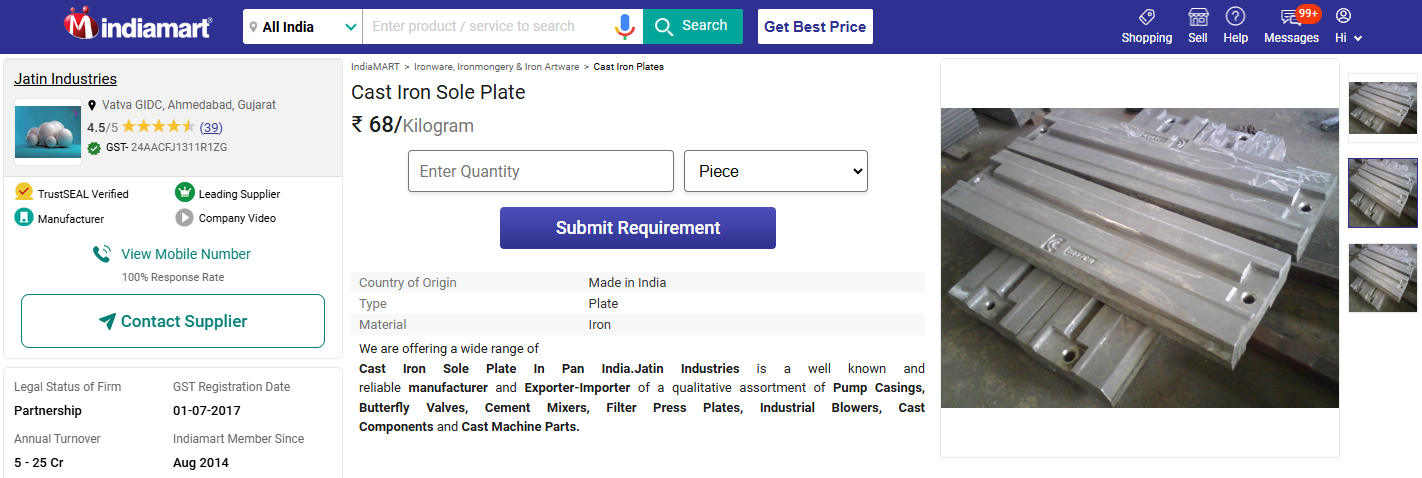 indiamart
All India
Enter product / service to search
Search
Get Best Price
Shopping
Sell
Help
99+
Messages
Hi
Jatin Industries
Vatva GIDC, Ahmedabad, Gujarat
4.5/5 (39)
GST- 24AACFJ1311R1ZG
TrustSEAL Verified
Leading Supplier
Manufacturer
Company Video
View Mobile Number
100% Response Rate
Contact Supplier
Legal Status of Firm
GST Registration Date
Partnership
01-07-2017
Annual Turnover
Indiamart Member Since
5 - 25 Cr
Aug 2014
IndiaMART > Ironware, Ironmongery & Iron Artware > Cast Iron Plates
Cast Iron Sole Plate
₹ 68/Kilogram
Enter Quantity
Piece
Submit Requirement
Country of Origin Made in India
Type Plate
Material Iron
We are offering a wide range of
Cast Iron Sole Plate In Pan India.Jatin Industries is a well known and
reliable manufacturer and Exporter-Importer of a qualitative assortment of Pump Casings,
Butterfly Valves, Cement Mixers, Filter Press Plates, Industrial Blowers, Cast
Components and Cast Machine Parts.